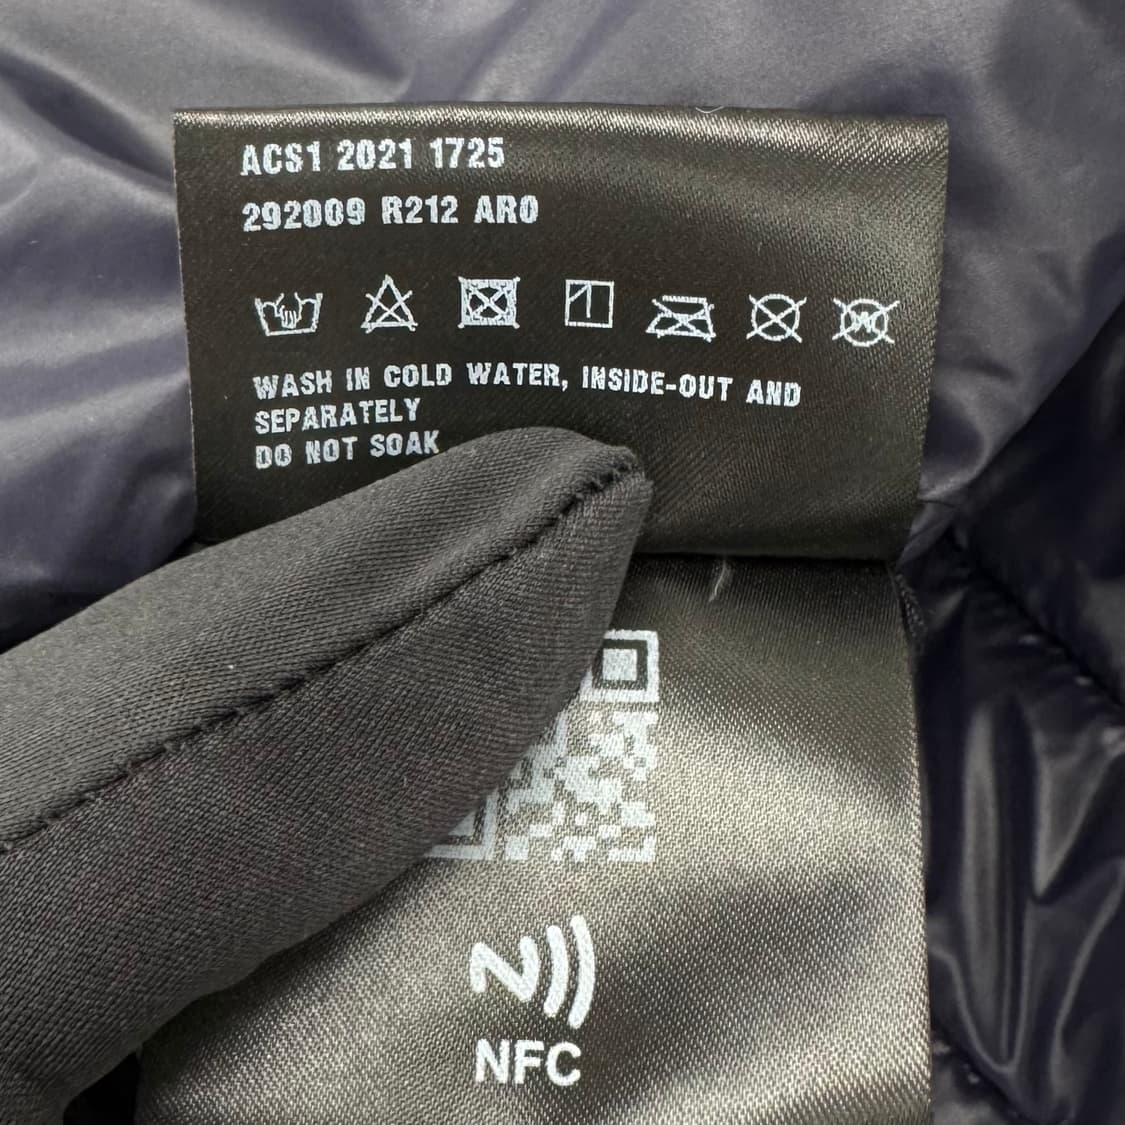 ACS1 2021 1725
292009 R212 ARO
WASH IN COLD WATER, INSIDE-OUT AND
SEPARATELY
DO NOT SOAK
NFC